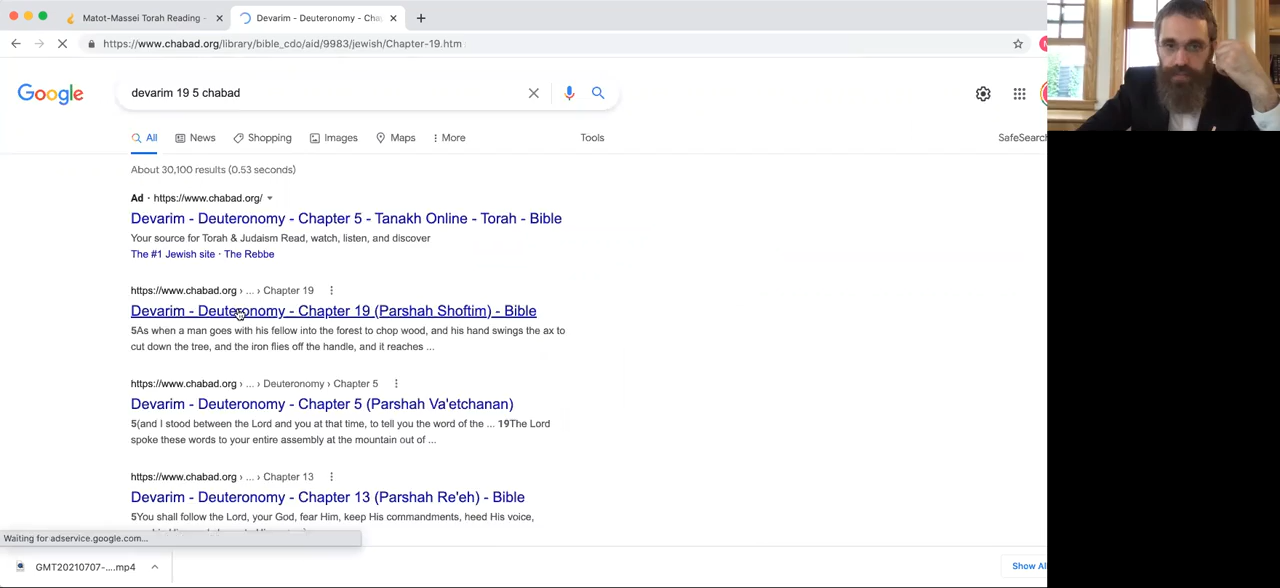 Matot-Massei Torah Reading -
Devarim - Deuteronomy - Cha
https://www.chabad.org/library/bible_cdo/aid/9983/jewish/Chapter-19.htm
Google
devarim 19 5 chabad
All
News
Shopping
Images
Maps
More
Tools
SafeSearch
About 30,100 results (0.53 seconds)
Ad · https://www.chabad.org/
Devarim - Deuteronomy - Chapter 5 - Tanakh Online - Torah - Bible
Your source for Torah & Judaism Read, watch, listen, and discover
The #1 Jewish site · The Rebbe
https://www.chabad.org › ... › Chapter 19
Devarim - Deuteronomy - Chapter 19 (Parshah Shoftim) - Bible
5As when a man goes with his fellow into the forest to chop wood, and his hand swings the ax to
cut down the tree, and the iron flies off the handle, and it reaches ...
https://www.chabad.org › ... › Deuteronomy › Chapter 5
Devarim - Deuteronomy - Chapter 5 (Parshah Va'etchanan)
5(and I stood between the Lord and you at that time, to tell you the word of the ... 19The Lord
spoke these words to your entire assembly at the mountain out of ...
https://www.chabad.org › ... › Chapter 13
Devarim - Deuteronomy - Chapter 13 (Parshah Re'eh) - Bible
5You shall follow the Lord, your God, fear Him, keep His commandments, heed His voice,
Waiting for adservice.google.com...
GMT20210707-....mp4
Show Al